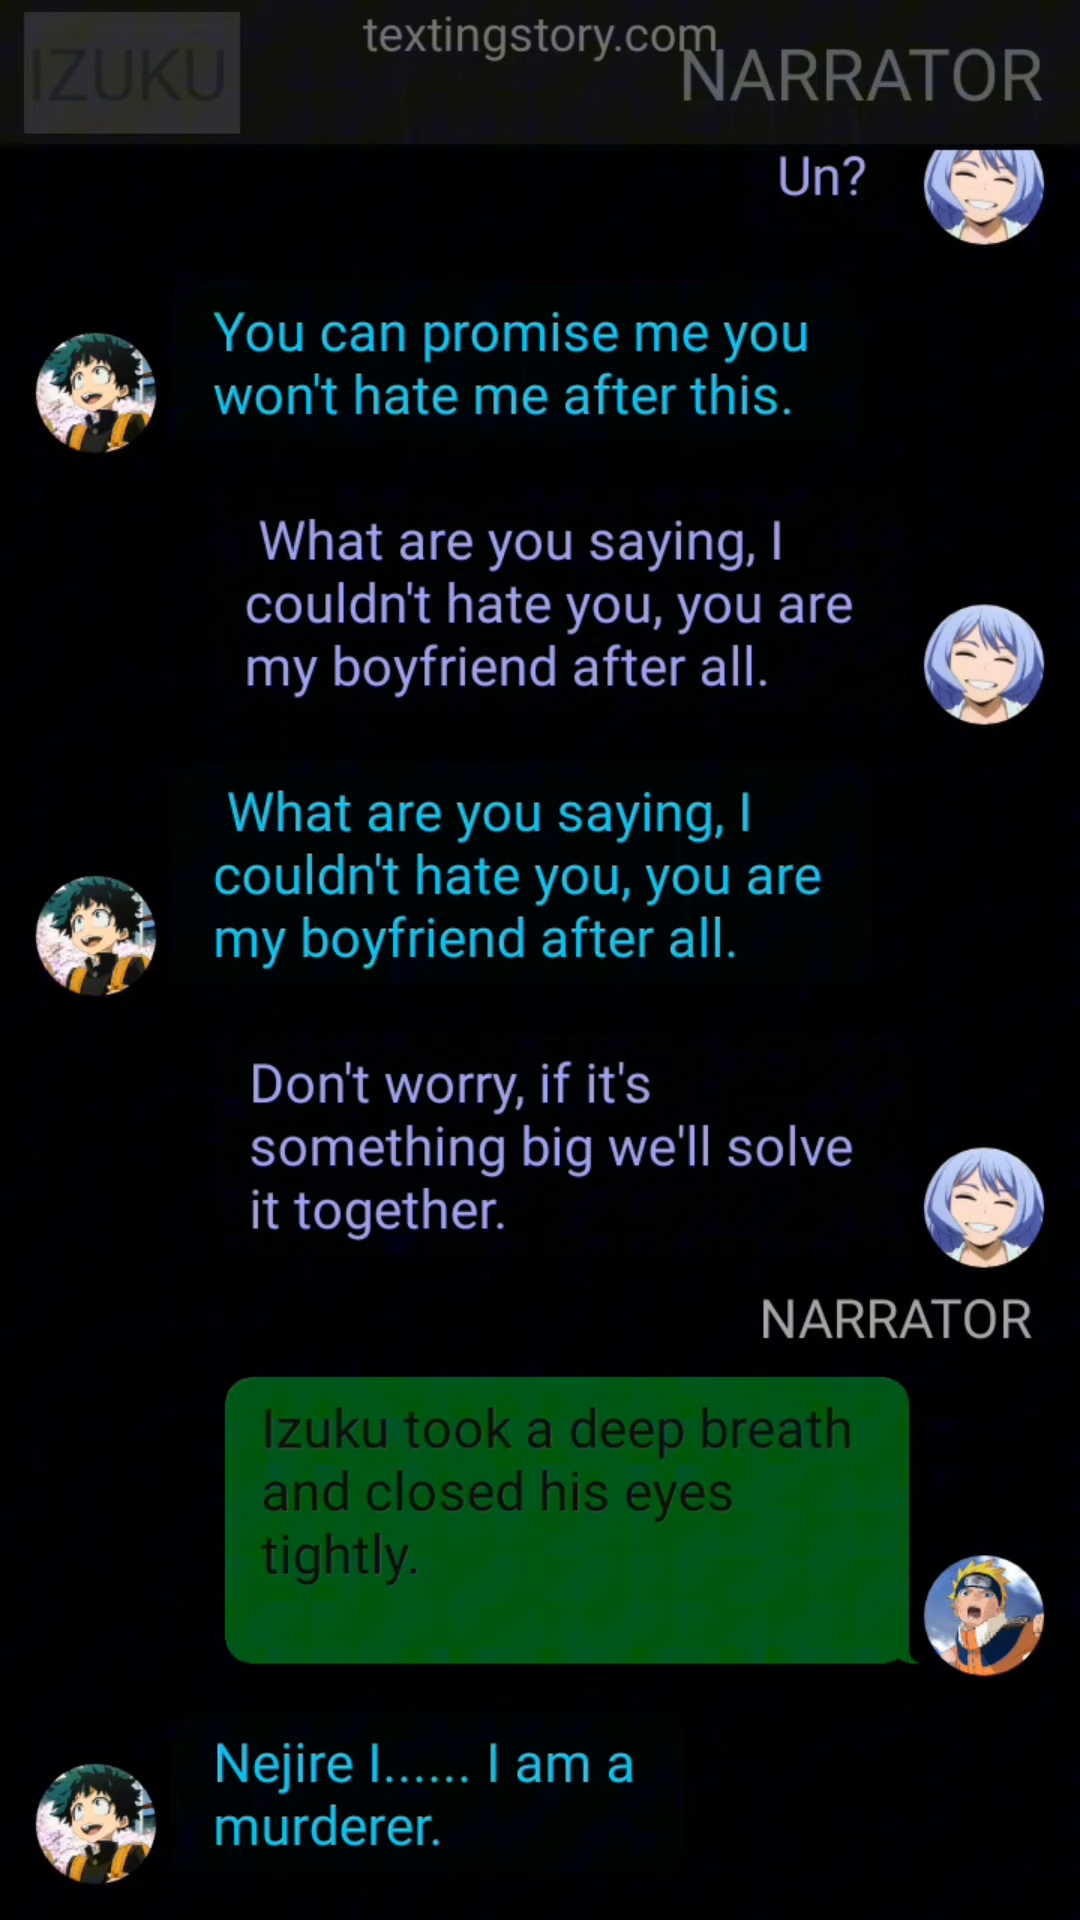 textingstory.com
IZUKU
NARRATOR
Un?
You can promise me you
won't hate me after this.
What are you saying, I
couldn't hate you, you are
my boyfriend after all.
What are you saying, I
couldn't hate you, you are
my boyfriend after all.
Don't worry, if it's
something big we'll solve
it together.
NARRATOR
Izuku took a deep breath
and closed his eyes
tightly.
Nejire I...... I am a
murderer.